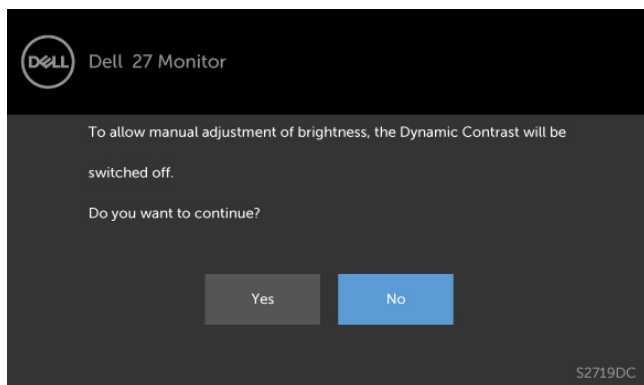 DELL
Dell 27 Monitor
To allow manual adjustment of brightness, the Dynamic Contrast will be
switched off.
Do you want to continue?
Yes
No
S2719DC